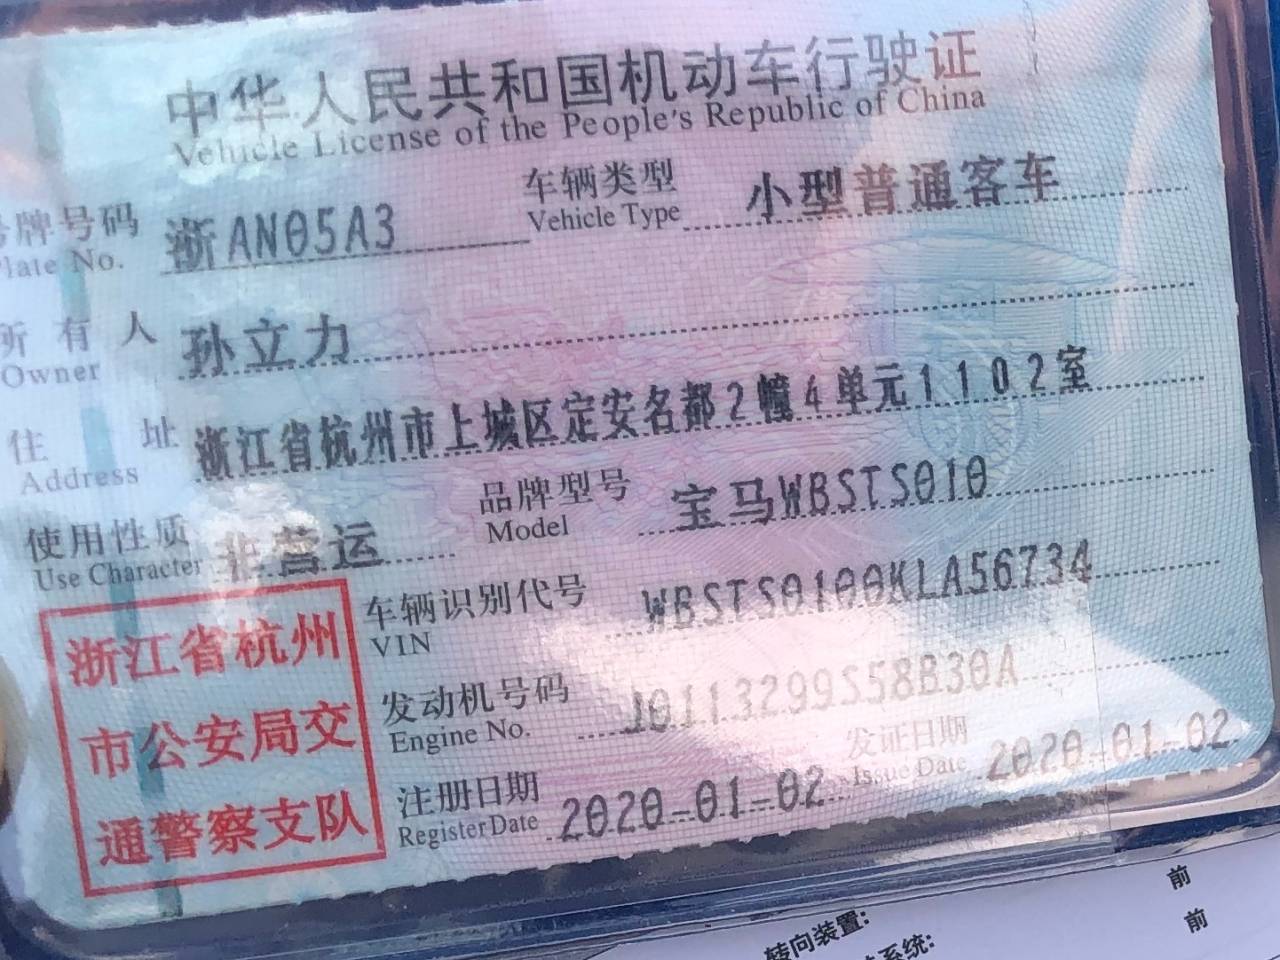 中华人民共和国机动车行驶证
Vehicle License of the People's Republic of China
号牌号码 浙AN05A3 车辆类型 小型普通客车
Plate No. Vehicle Type
所有人 孙立力
Owner
住址 浙江省杭州市上城区定安名都2幢4单元1102室
Address
使用性质 非营运 品牌型号 宝马WBSTS010
Use Character Model
车辆识别代号 WBSTS0100KLA56734
VIN
发动机号码 J0113299S58B30A
Engine No.
注册日期 2020-01-02 发证日期 2020-01-02
Register Date Issue Date
浙江省杭州
市公安局交
通警察支队
前
转向装置: 前
系统: